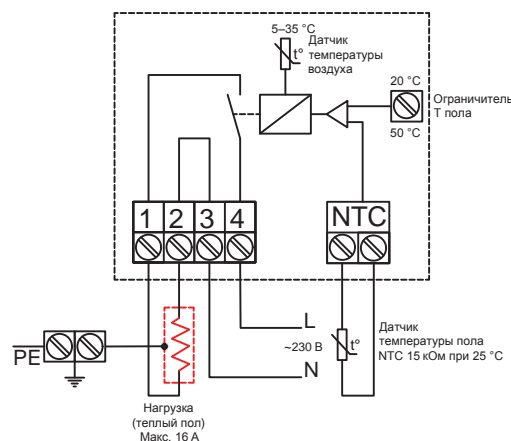 5–35 °C
t°
Датчик
температуры
воздуха
20 °C
Ограничитель
Т пола
50 °C
1 2 3 4
NTC
L
~230 В
N
PE
t°
Датчик
температуры пола
NTC 15 кОм при 25 °C
Нагрузка
(теплый пол)
Макс. 16 А